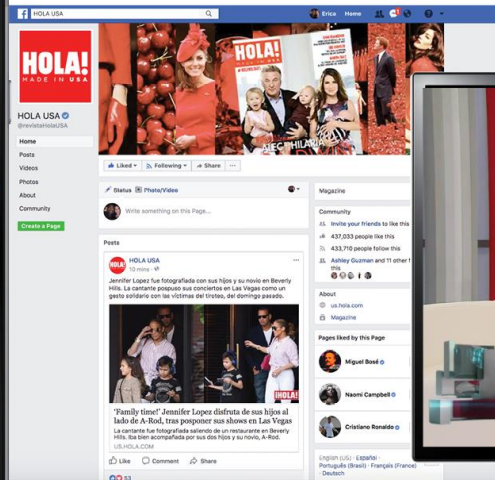 HOLA USA
Erica Home
HOLA!
MADE IN USA
HOLA!
MADE IN USA
HOLA USA
@revistaHolaUSA
Home
Posts
Videos
Photos
About
Community
Create a Page
Liked
Following
Share
Status
Photo/Video
Write something on this Page...
Posts
HOLA!
HOLA USA
10 mins
Jennifer Lopez fue fotografiada con sus hijos y su novio en Beverly
Hills. La cantante pospuso sus conciertos en Las Vegas como un
gesto solidario con las víctimas del tiroteo, del domingo pasado.
¡HOLA!
'Family time!' Jennifer Lopez disfruta de sus hijos al
lado de A-Rod, tras posponer sus shows en Las Vegas
La cantante fue fotografiada saliendo de un restaurante en Beverly
Hills. Iba bien acompañada por sus dos hijos y su novio, A-Rod.
US.HOLA.COM
Like
Comment
Share
53
Magazine
Community
Invite your friends to like this
437,033 people like this
433,710 people follow this
Ashley Guzman and 11 other f
this
About
us.hola.com
Magazine
Pages liked by this Page
Miguel Bosé
Naomi Campbell
Cristiano Ronaldo
English (US) · Español ·
Português (Brasil) · Français (France)
· Deutsch